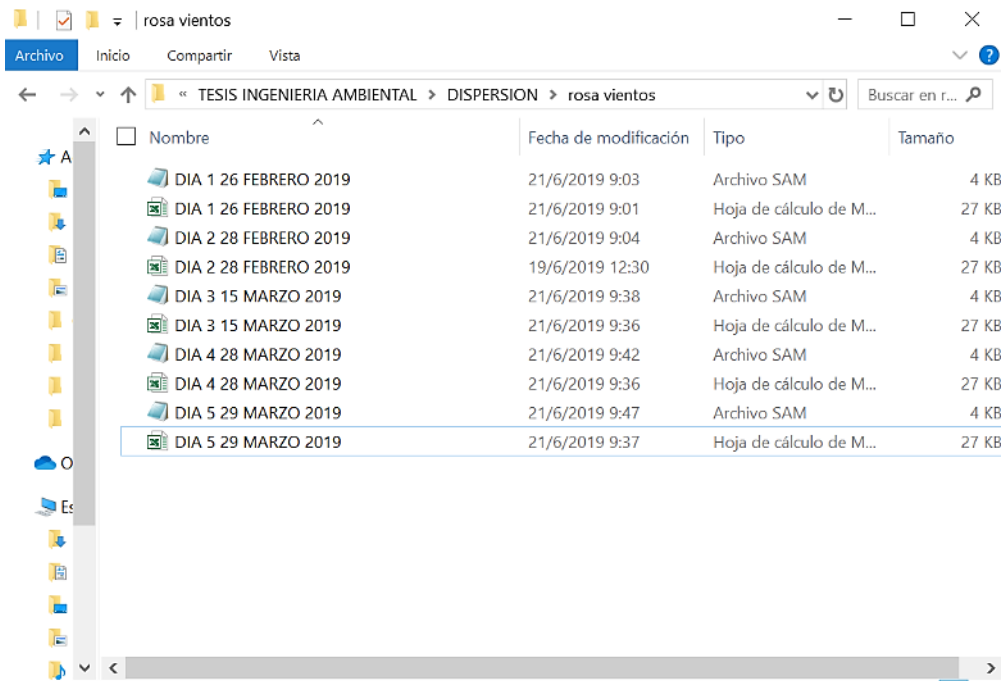 rosa vientos
Archivo Inicio Compartir Vista ?
« TESIS INGENIERIA AMBIENTAL > DISPERSION > rosa vientos Buscar en r...
Nombre Fecha de modificación Tipo Tamaño
A
DIA 1 26 FEBRERO 2019 21/6/2019 9:03 Archivo SAM 4 KB
DIA 1 26 FEBRERO 2019 21/6/2019 9:01 Hoja de cálculo de M... 27 KB
DIA 2 28 FEBRERO 2019 21/6/2019 9:04 Archivo SAM 4 KB
DIA 2 28 FEBRERO 2019 19/6/2019 12:30 Hoja de cálculo de M... 27 KB
DIA 3 15 MARZO 2019 21/6/2019 9:38 Archivo SAM 4 KB
DIA 3 15 MARZO 2019 21/6/2019 9:36 Hoja de cálculo de M... 27 KB
DIA 4 28 MARZO 2019 21/6/2019 9:42 Archivo SAM 4 KB
DIA 4 28 MARZO 2019 21/6/2019 9:36 Hoja de cálculo de M... 27 KB
DIA 5 29 MARZO 2019 21/6/2019 9:47 Archivo SAM 4 KB
DIA 5 29 MARZO 2019 21/6/2019 9:37 Hoja de cálculo de M... 27 KB
O
Es